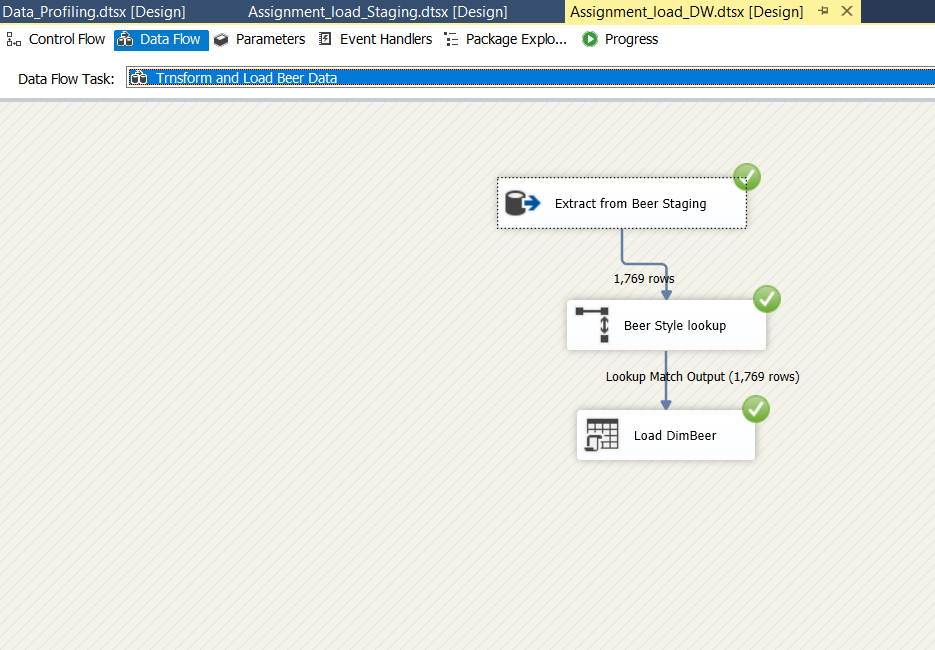 Data_Profiling.dtsx [Design] Assignment_load_Staging.dtsx [Design] Assignment_load_DW.dtsx [Design]
Control Flow Data Flow Parameters Event Handlers Package Explo... Progress
Data Flow Task: Trnsform and Load Beer Data
Extract from Beer Staging
1,769 rows
Beer Style lookup
Lookup Match Output (1,769 rows)
Load DimBeer